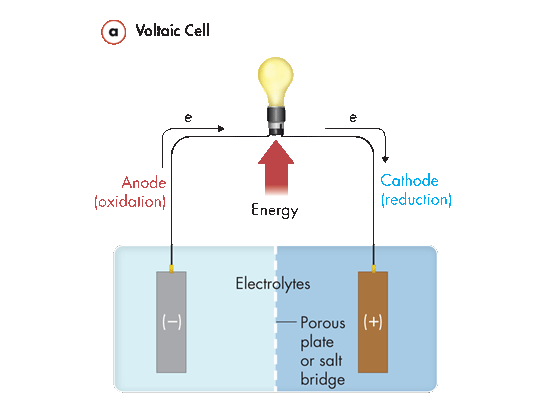 a Voltaic Cell
e
e
Anode
(oxidation)
Cathode
(reduction)
Energy
Electrolytes
(−)
Porous
plate
or salt
bridge
(+)